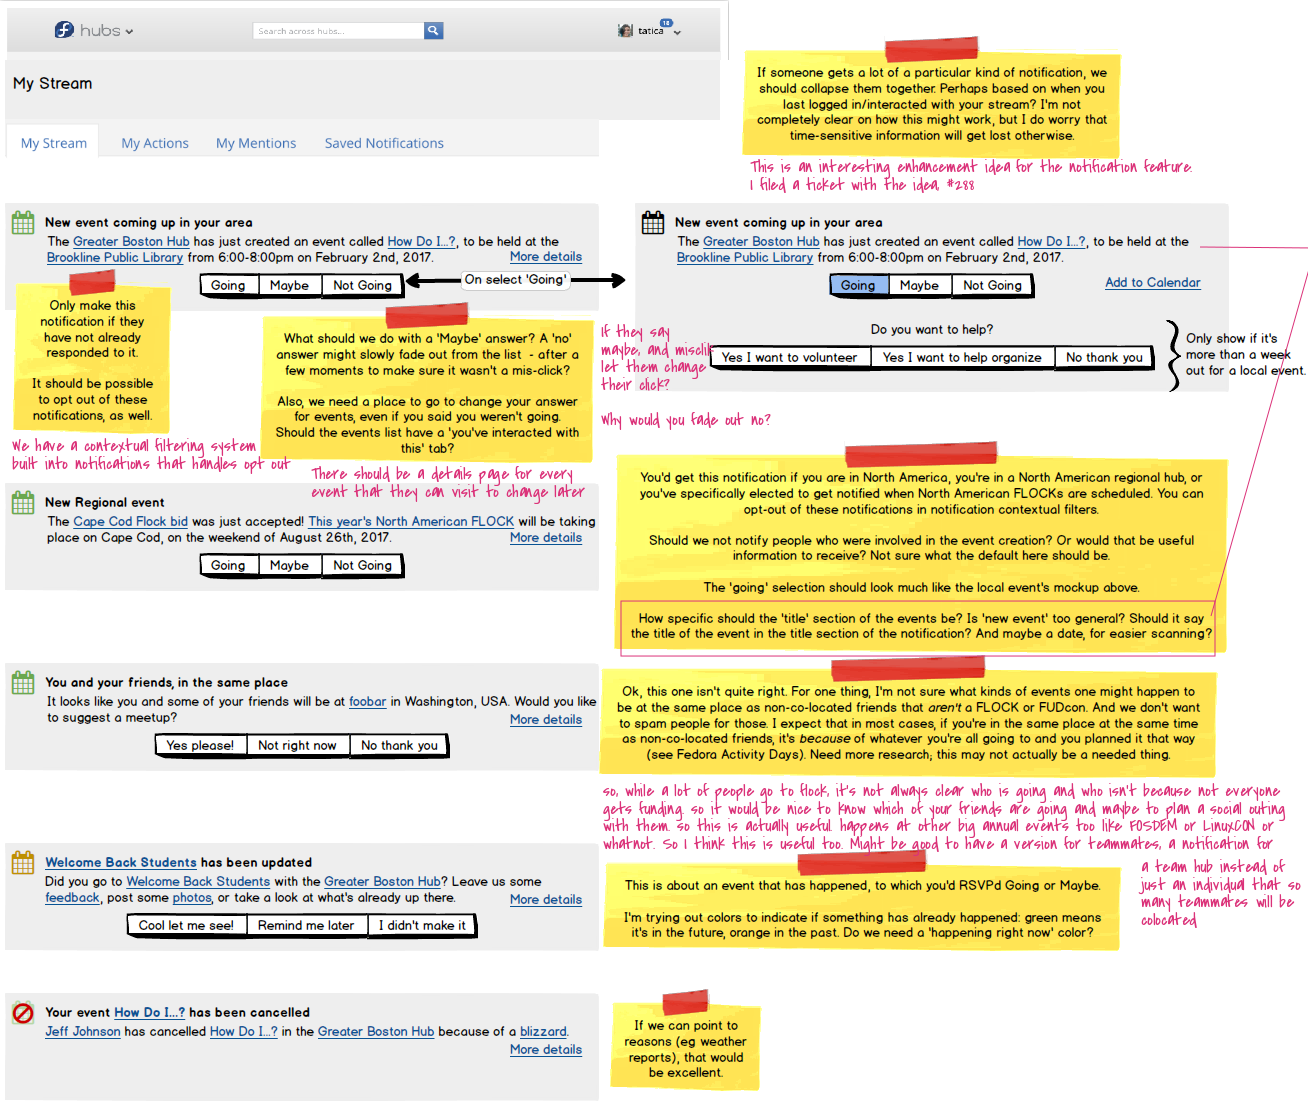 hubs
Search across hubs...
tatica
18
My Stream
My Stream
My Actions
My Mentions
Saved Notifications
If someone gets a lot of a particular kind of notification, we
should collapse them together. Perhaps based on when you
last logged in/interacted with your stream? I'm not
completely clear on how this might work, but I do worry that
time-sensitive information will get lost otherwise.
This is an interesting enhancement idea for the notification feature.
I filed a ticket with the idea, #288
New event coming up in your area
The Greater Boston Hub has just created an event called How Do I...?, to be held at the
Brookline Public Library from 6:00-8:00pm on February 2nd, 2017.
More details
Going
Maybe
Not Going
On select 'Going'
New event coming up in your area
The Greater Boston Hub has just created an event called How Do I...?, to be held at the
Brookline Public Library from 6:00-8:00pm on February 2nd, 2017.
Going
Maybe
Not Going
Add to Calendar
Do you want to help?
Yes I want to volunteer
Yes I want to help organize
No thank you
Only show if it's
more than a week
out for a local event.
Only make this
notification if they
have not already
responded to it.
It should be possible
to opt out of these
notifications, as well.
We have a contextual filtering system
built into notifications that handles opt out
What should we do with a 'Maybe' answer? A 'no'
answer might slowly fade out from the list - after a
few moments to make sure it wasn't a mis-click?
Also, we need a place to go to change your answer
for events, even if you said you weren't going.
Should the events list have a 'you've interacted with
this' tab?
There should be a details page for every
event that they can visit to change later
if they say
maybe, and misclik
let them change
their click?
Why would you fade out no?
New Regional event
The Cape Cod Flock bid was just accepted! This year's North American FLOCK will be taking
place on Cape Cod, on the weekend of August 26th, 2017.
More details
Going
Maybe
Not Going
You'd get this notification if you are in North America, you're in a North American regional hub, or
you've specifically elected to get notified when North American FLOCKs are scheduled. You can
opt-out of these notifications in notification contextual filters.
Should we not notify people who were involved in the event creation? Or would that be useful
information to receive? Not sure what the default here should be.
The 'going' selection should look much like the local event's mockup above.
How specific should the 'title' section of the events be? Is 'new event' too general? Should it say
the title of the event in the title section of the notification? And maybe a date, for easier scanning?
You and your friends, in the same place
It looks like you and some of your friends will be at foobar in Washington, USA. Would you like
to suggest a meetup?
More details
Yes please!
Not right now
No thank you
Ok, this one isn't quite right. For one thing, I'm not sure what kinds of events one might happen to
be at the same place as non-co-located friends that aren't a FLOCK or FUDcon. And we don't want
to spam people for those. I expect that in most cases, if you're in the same place at the same time
as non-co-located friends, it's because of whatever you're all going to and you planned it that way
(see Fedora Activity Days). Need more research; this may not actually be a needed thing.
so, while a lot of people go to flock, it's not always clear who is going and who isn't because not everyone
gets funding. so it would be nice to know which of your friends are going and maybe to plan a social outing
with them. so this is actually useful. happens at other big annual events too like FOSDEM or LinuxCON or
whatnot. So I think this is useful too. Might be good to have a version for teammates, a notification for
a team hub instead of
just an individual that so
many teammates will be
colocated
Welcome Back Students has been updated
Did you go to Welcome Back Students with the Greater Boston Hub? Leave us some
feedback, post some photos, or take a look at what's already up there.
More details
Cool let me see!
Remind me later
I didn't make it
This is about an event that has happened, to which you'd RSVPd Going or Maybe.
I'm trying out colors to indicate if something has already happened: green means
it's in the future, orange in the past. Do we need a 'happening right now' color?
Your event How Do I...? has been cancelled
Jeff Johnson has cancelled How Do I...? in the Greater Boston Hub because of a blizzard.
More details
If we can point to
reasons (eg weather
reports), that would
be excellent.